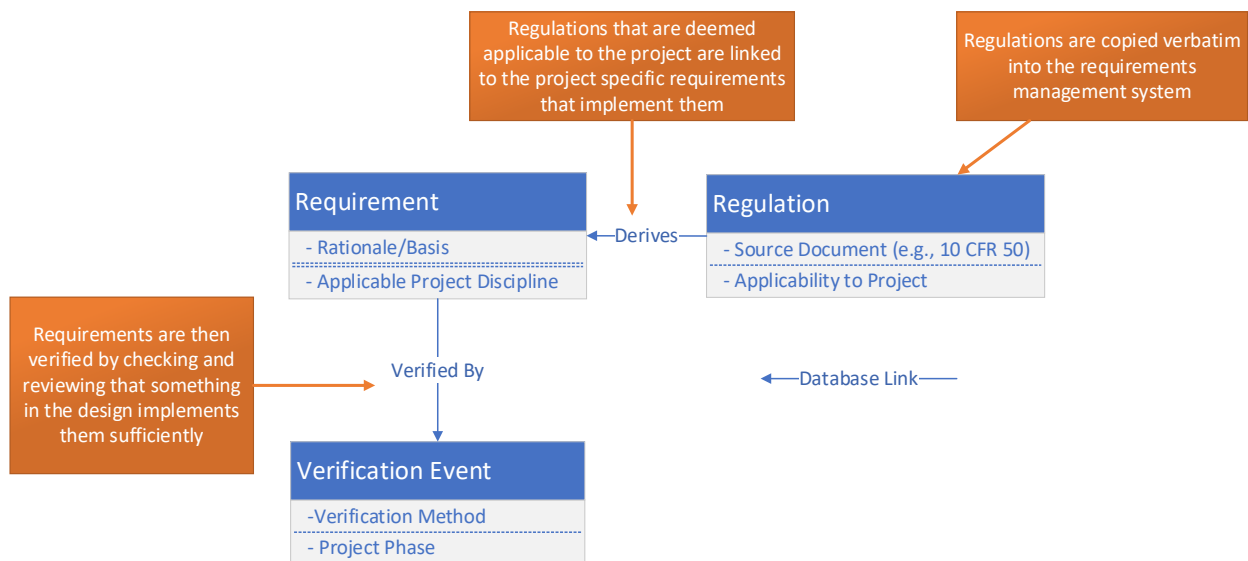 Regulations that are deemed
applicable to the project are linked
to the project specific requirements
that implement them
Regulations are copied verbatim
into the requirements
management system
Requirement
- Rationale/Basis
- Applicable Project Discipline
Derives
Regulation
- Source Document (e.g., 10 CFR 50)
- Applicability to Project
Requirements are then
verified by checking and
reviewing that something
in the design implements
them sufficiently
Verified By
Database Link
Verification Event
-Verification Method
- Project Phase